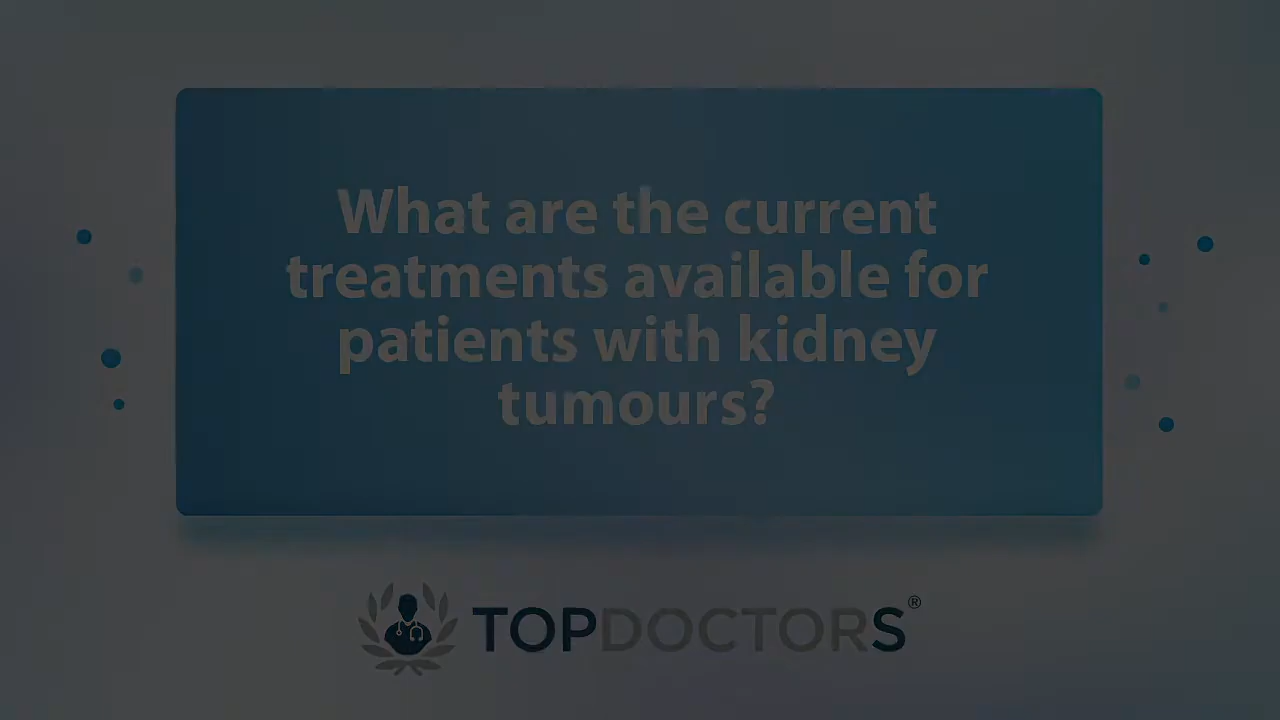 What are the current
treatments available for
patients with kidney
tumours?
TOPDOCTORS®